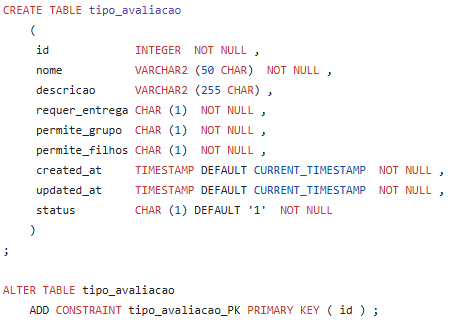 CREATE TABLE tipo_avaliacao
(
id INTEGER NOT NULL ,
nome VARCHAR2 (50 CHAR) NOT NULL ,
descricao VARCHAR2 (255 CHAR) ,
requer_entrega CHAR (1) NOT NULL ,
permite_grupo CHAR (1) NOT NULL ,
permite_filhos CHAR (1) NOT NULL ,
created_at TIMESTAMP DEFAULT CURRENT_TIMESTAMP NOT NULL ,
updated_at TIMESTAMP DEFAULT CURRENT_TIMESTAMP NOT NULL ,
status CHAR (1) DEFAULT '1' NOT NULL
)
;
ALTER TABLE tipo_avaliacao
ADD CONSTRAINT tipo_avaliacao_PK PRIMARY KEY ( id ) ;